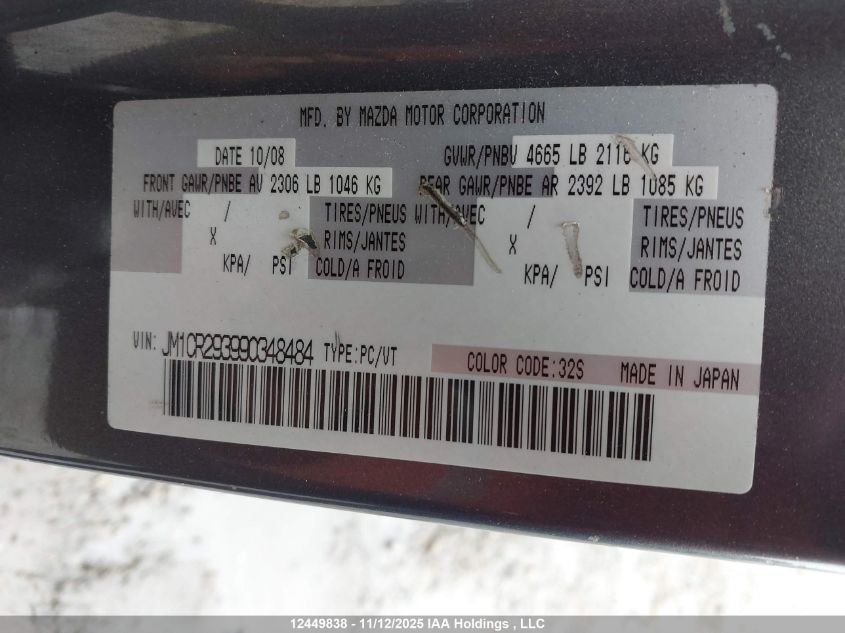 MFD. BY MAZDA MOTOR CORPORATION
DATE 10/08 GVWR/PNBV 4665 LB 2116 KG
FRONT GAWR/PNBE AV 2306 LB 1046 KG REAR GAWR/PNBE AR 2392 LB 1085 KG
WITH/AVEC / TIRES/PNEUS WITH/AVEC / TIRES/PNEUS
X RIMS/JANTES X RIMS/JANTES
KPA/ PSI COLD/A FROID KPA/ PSI COLD/A FROID
VIN: JM1CR293990348484 TYPE:PC/VT COLOR CODE:32S MADE IN JAPAN
12449838 - 11/12/2025 IAA Holdings , LLC